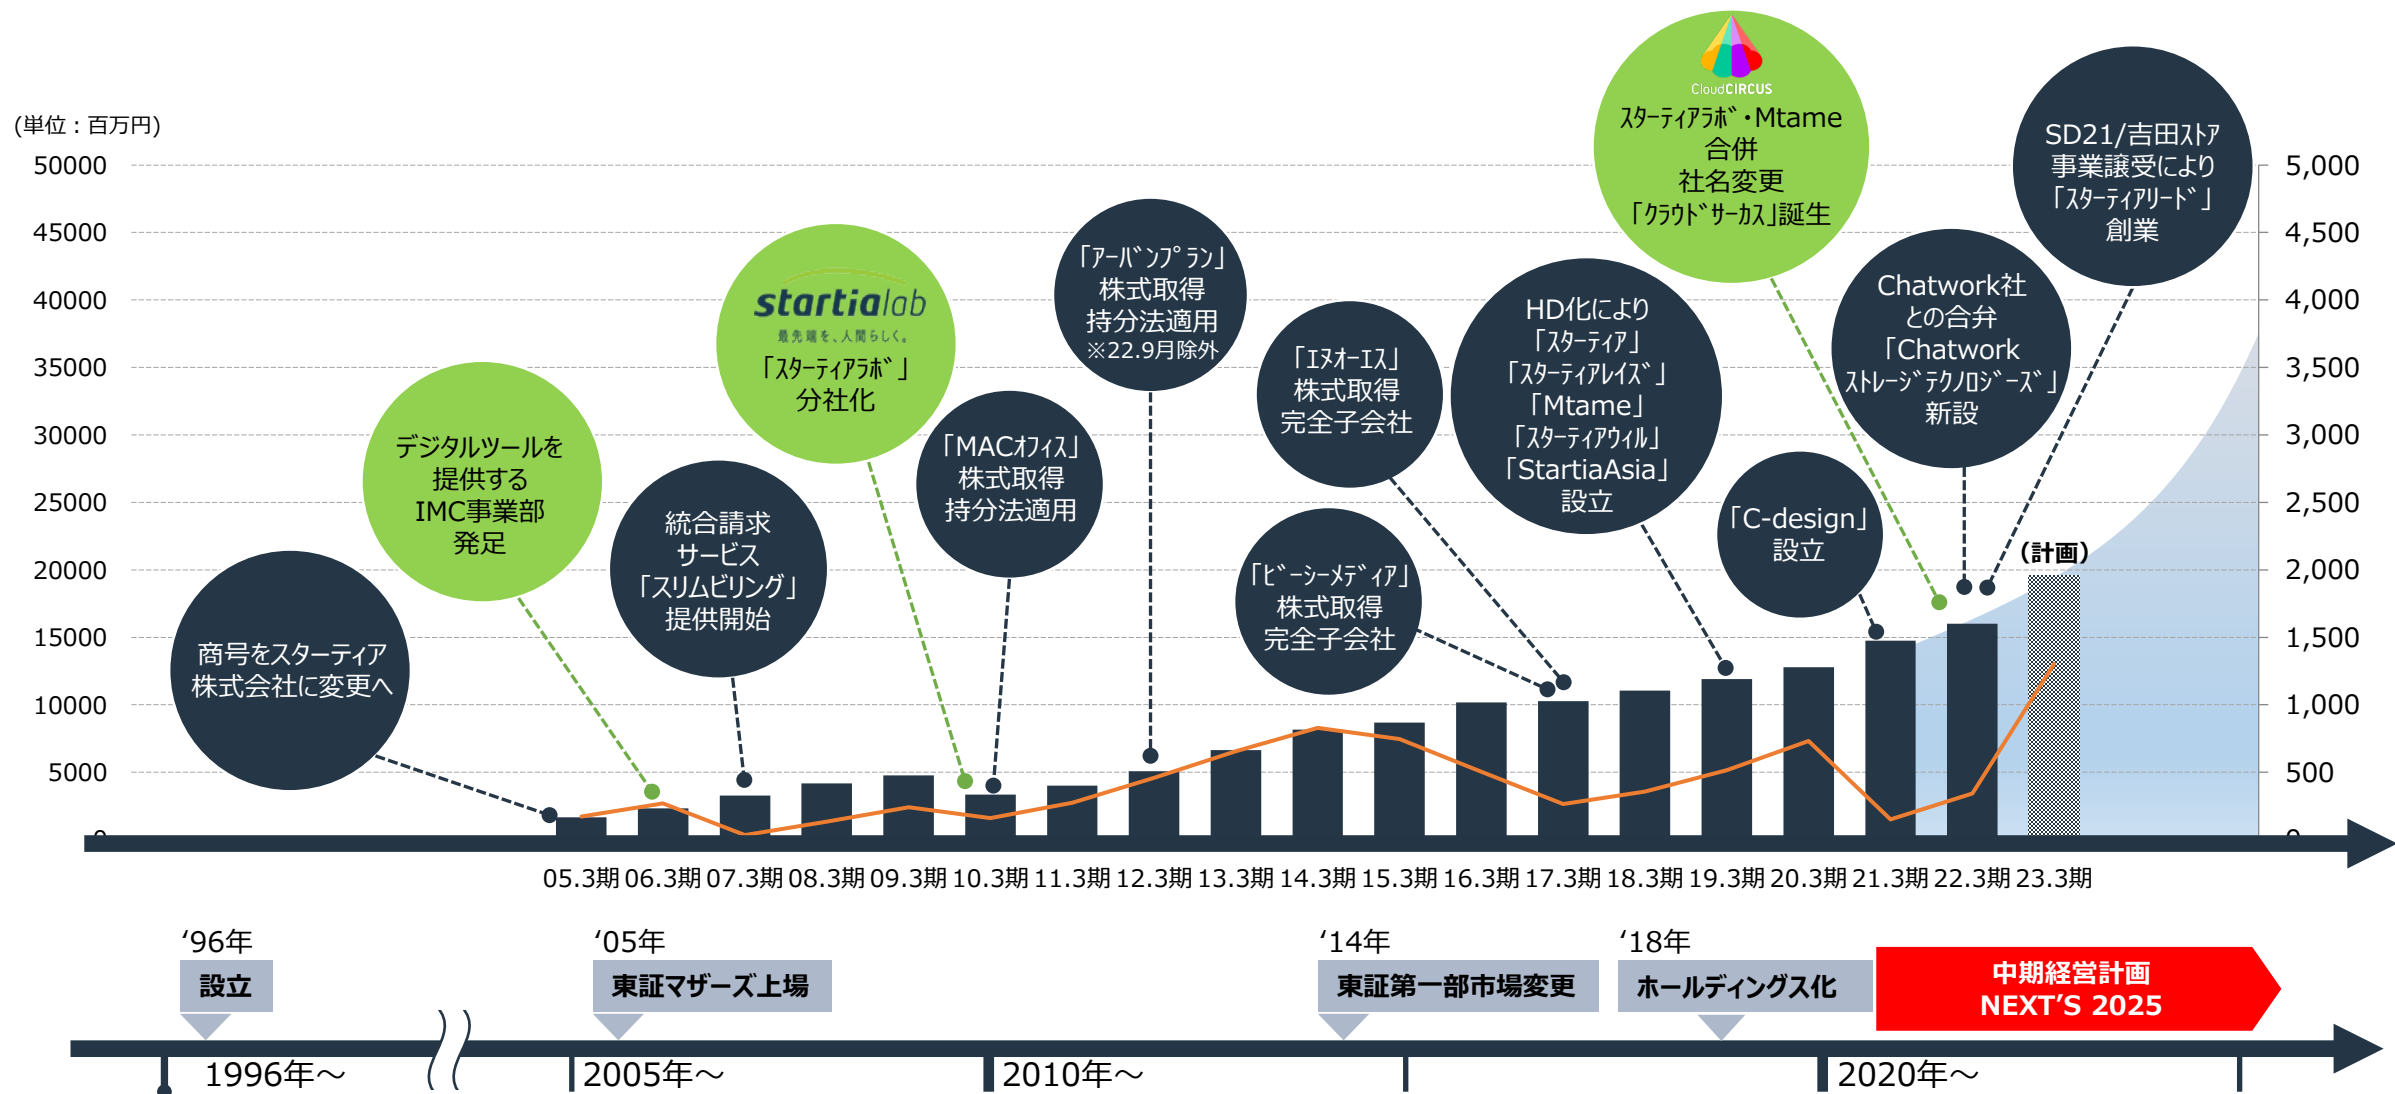 (単位：百万円)
50000
45000
40000
35000
30000
25000
20000
15000
10000
5000
0
5,000
4,500
4,000
3,500
3,000
2,500
2,000
1,500
1,000
500
0
商号をスターティア
株式会社に変更へ
デジタルツールを
提供する
IMC事業部
発足
統合請求
サービス
「スリムビリング」
提供開始
startialab
最先端を、人間らしく。
「ｽﾀｰﾃｨｱﾗﾎﾞ」
分社化
「MACｵﾌｨｽ」
株式取得
持分法適用
「ｱｰﾊﾞﾝﾌﾟﾗﾝ」
株式取得
持分法適用
※22.9月除外
「ｴﾇｵｰｴｽ」
株式取得
完全子会社
「ﾋﾞｰｼｰﾒﾃﾞｨｱ」
株式取得
完全子会社
HD化により
「ｽﾀｰﾃｨｱ」
「ｽﾀｰﾃｨｱﾚｲｽﾞ」
「Mtame」
「ｽﾀｰﾃｨｱｳｨﾙ」
「StartiaAsia」
設立
CloudCIRCUS
ｽﾀｰﾃｨｱﾗﾎﾞ・Mtame
合併
社名変更
「ｸﾗｳﾄﾞｻｰｶｽ」誕生
「C-design」
設立
Chatwork社
との合弁
「Chatwork
ｽﾄﾚｰｼﾞﾃｸﾉﾛｼﾞｰｽﾞ」
新設
SD21/吉田ｽﾄｱ
事業譲受により
「ｽﾀｰﾃｨｱﾘｰﾄﾞ」
創業
（計画）
05.3期 06.3期 07.3期 08.3期 09.3期 10.3期 11.3期 12.3期 13.3期 14.3期 15.3期 16.3期 17.3期 18.3期 19.3期 20.3期 21.3期 22.3期 23.3期
‘96年
設立
‘05年
東証マザーズ上場
‘14年
東証第一部市場変更
‘18年
ホールディングス化
中期経営計画
NEXT’S 2025
1996年～
2005年～
2010年～
2020年～